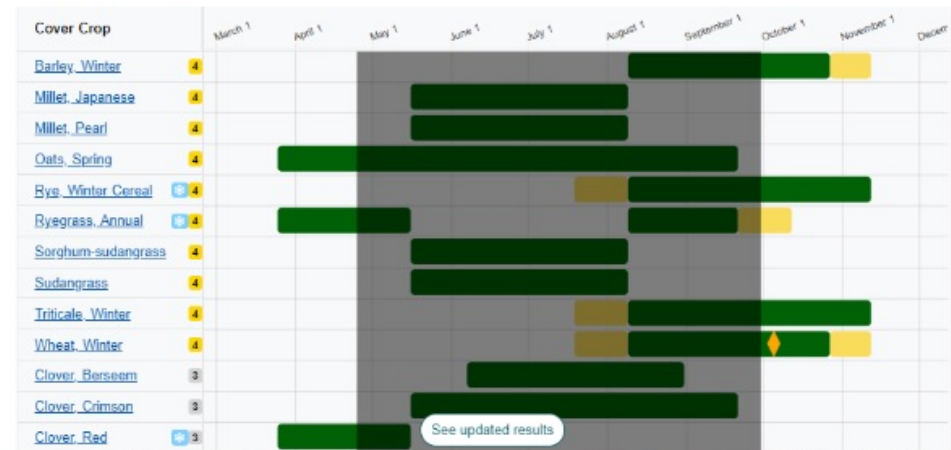 Cover Crop March 1 April 1 May 1 June 1 July 1 August 1 September 1 October 1 November 1 Decem
Barley, Winter 4
Millet, Japanese 4
Millet, Pearl 4
Oats, Spring 4
Rye, Winter Cereal 4
Ryegrass, Annual 4
Sorghum-sudangrass 4
Sudangrass 4
Triticale, Winter 4
Wheat, Winter 4
Clover, Berseem 3
Clover, Crimson 3
See updated results
Clover, Red 3